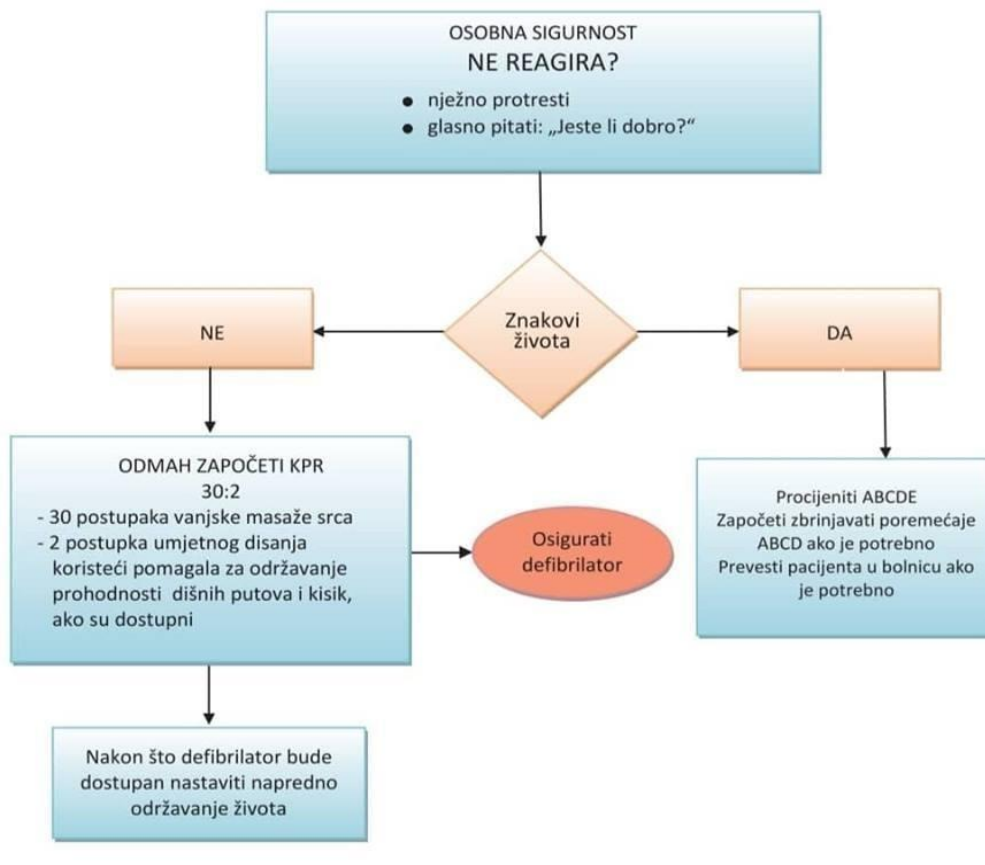 OSOBNA SIGURNOST
NE REAGIRA?
• nježno protresti
• glasno pitati: „Jeste li dobro?“
Znakovi
života
NE
DA
ODMAH ZAPOČETI KPR
30:2
- 30 postupaka vanjske masaže srca
- 2 postupka umjetnog disanja
koristeći pomagala za održavanje
prohodnosti dišnih putova i kisik,
ako su dostupni
Osigurati
defibrilator
Procijeniti ABCDE
Započeti zbrinjavati poremećaje
ABCD ako je potrebno
Prevesti pacijenta u bolnicu ako
je potrebno
Nakon što defibrilator bude
dostupan nastaviti napredno
održavanje života